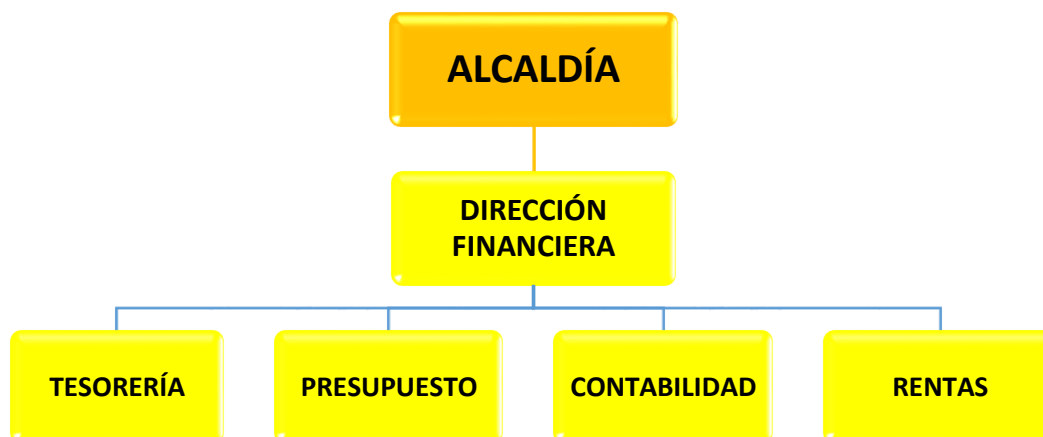 ALCALDÍA
DIRECCIÓN
FINANCIERA
TESORERÍA
PRESUPUESTO
CONTABILIDAD
RENTAS